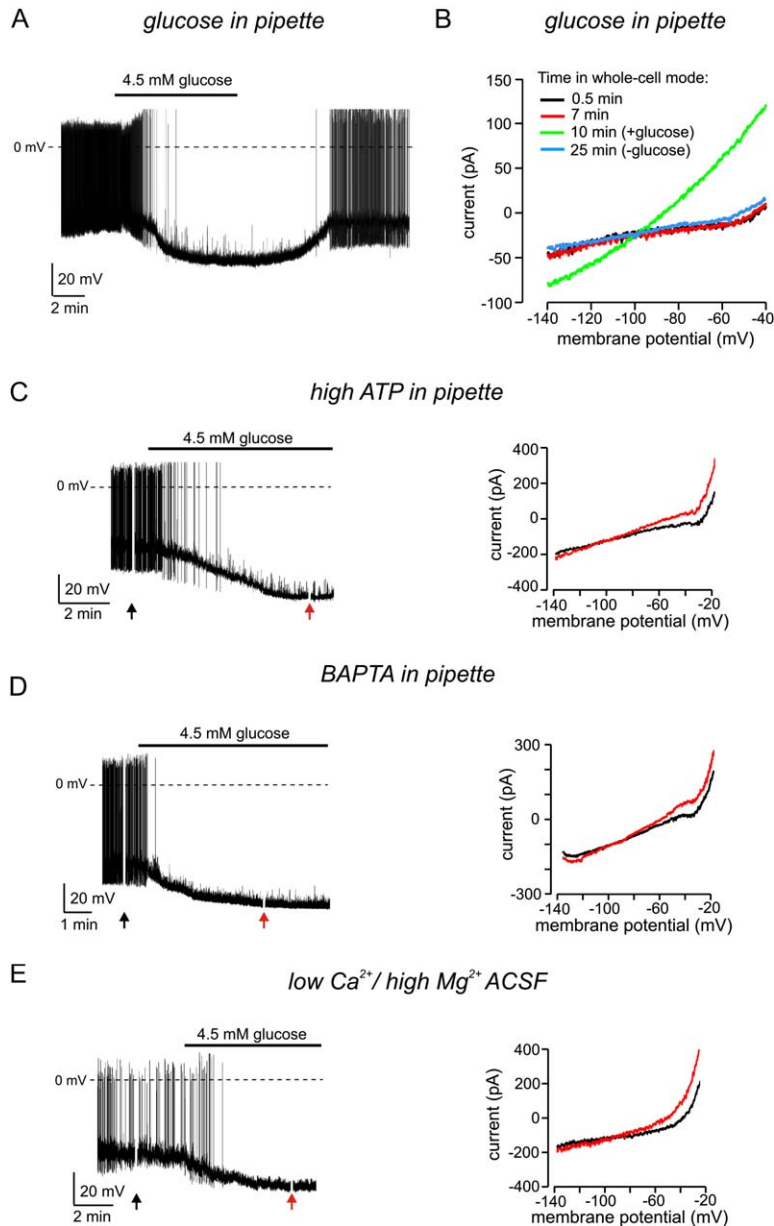 A
glucose in pipette
4.5 mM glucose
0 mV
20 mV
2 min
B
glucose in pipette
Time in whole-cell mode:
0.5 min
7 min
10 min (+glucose)
25 min (-glucose)
150
100
50
0
-50
-100
current (pA)
-140 -120 -100 -80 -60 -40
membrane potential (mV)
C
high ATP in pipette
4.5 mM glucose
0 mV
20 mV
2 min
400
200
0
-200
-400
current (pA)
-140 -100 -60 -20
membrane potential (mV)
D
BAPTA in pipette
4.5 mM glucose
0 mV
20 mV
1 min
300
0
-300
current (pA)
-140 -100 -60 -20
membrane potential (mV)
E
low Ca²⁺/ high Mg²⁺ ACSF
4.5 mM glucose
0 mV
20 mV
2 min
400
200
0
-200
400
current (pA)
-140 -100 -60 -20
membrane potential (mV)